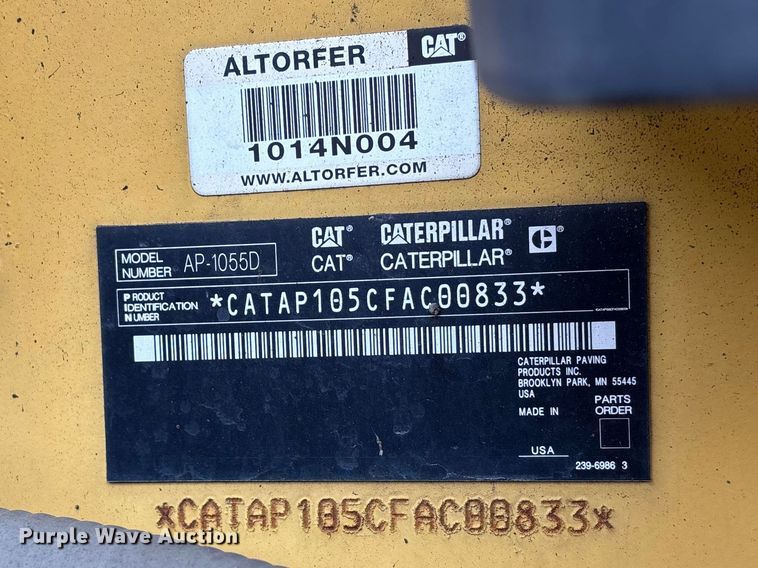 ALTORFER CAT®
1014N004
WWW.ALTORFER.COM
MODEL NUMBER AP-1055D
CAT® CATERPILLAR® C
CAT® CATERPILLAR®
PRODUCT IDENTIFICATION NUMBER *CATAP105CFAC00833*
CATERPILLAR PAVING
PRODUCTS INC.
BROOKLYN PARK, MN 55445
USA
MADE IN
USA
PARTS
ORDER
239-6986 3
*CATAP105CFAC00833*
Purple Wave Auction